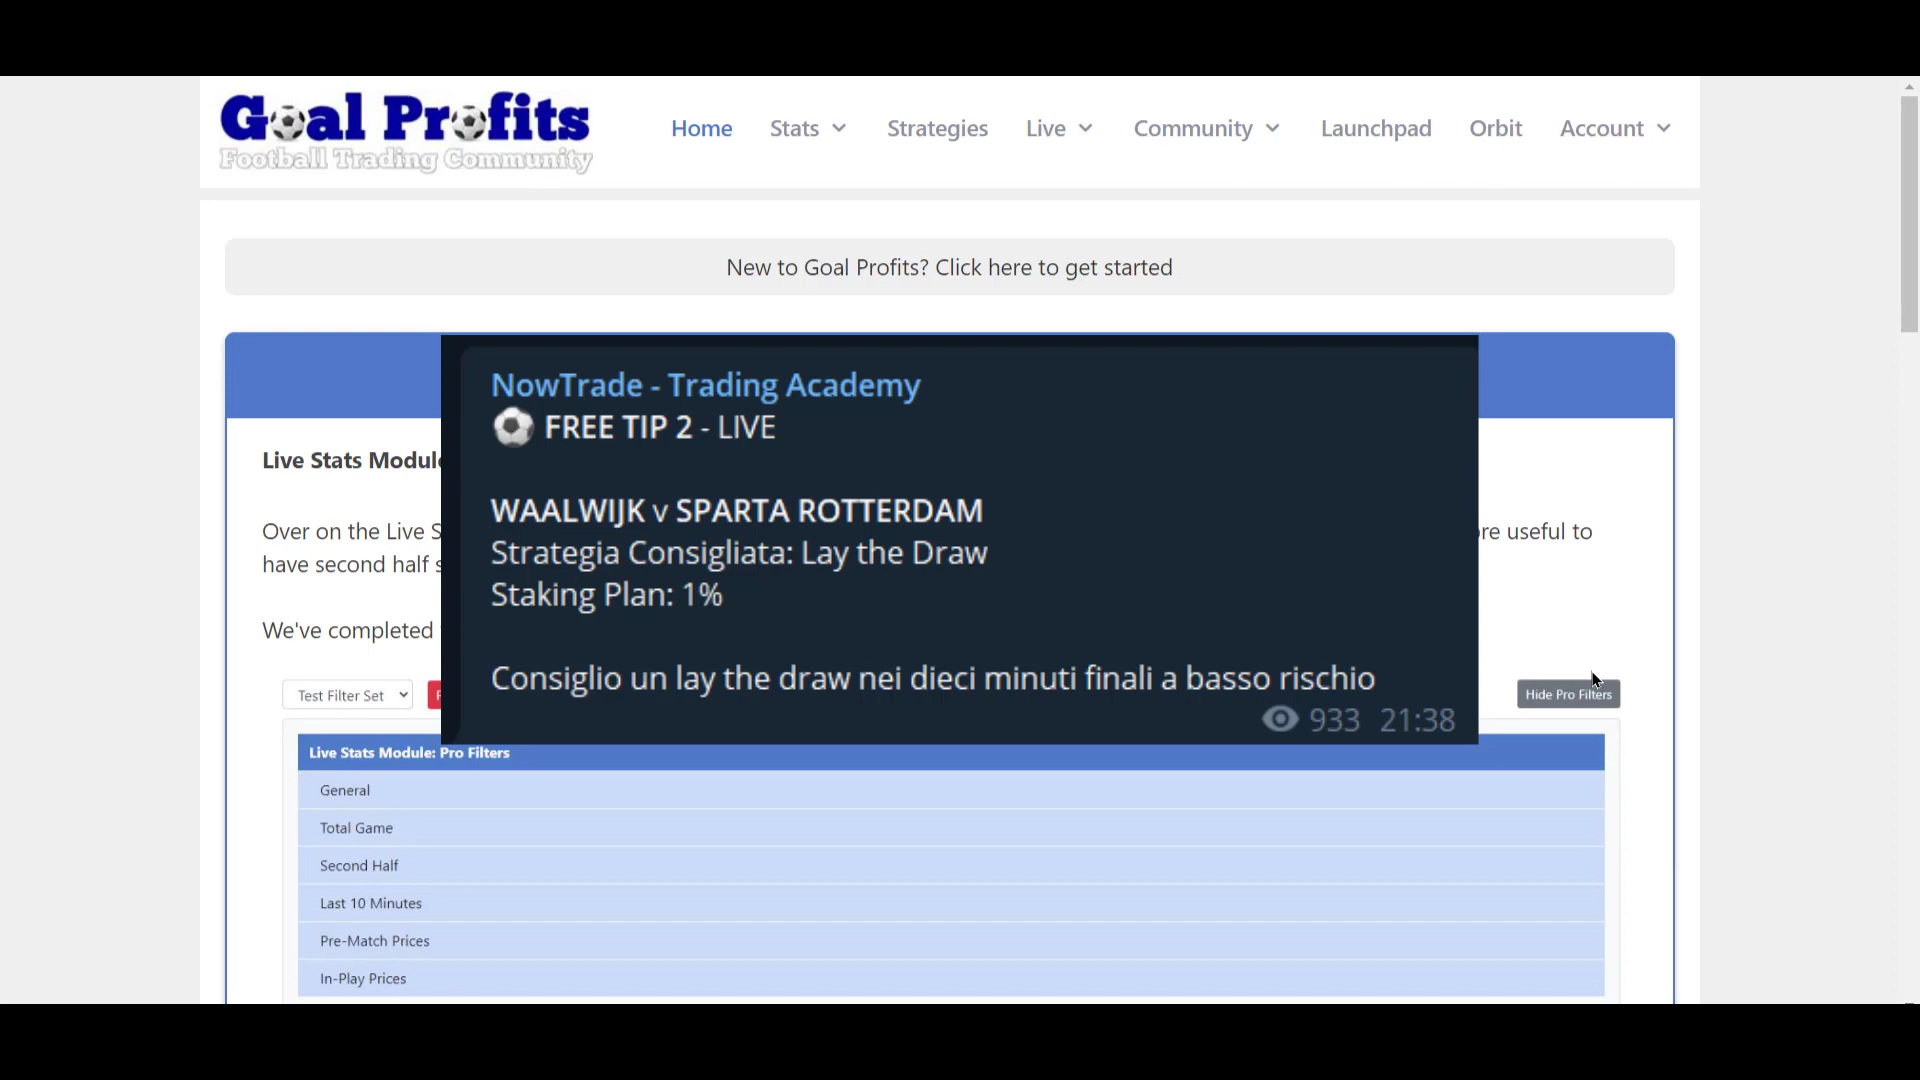 Goal Profits
Football Trading Community
Home Stats Strategies Live Community Launchpad Orbit Account
New to Goal Profits? Click here to get started
NowTrade - Trading Academy
FREE TIP 2 - LIVE
WAALWIJK v SPARTA ROTTERDAM
Strategia Consigliata: Lay the Draw
Staking Plan: 1%
Consiglio un lay the draw nei dieci minuti finali a basso rischio
933 21:38
Live Stats
Over on the Live useful to
have second half
We've completed
Test Filter Set Hide Pro Filters
Live Stats Module: Pro Filters
General
Total Game
Second Half
Last 10 Minutes
Pre-Match Prices
In-Play Prices